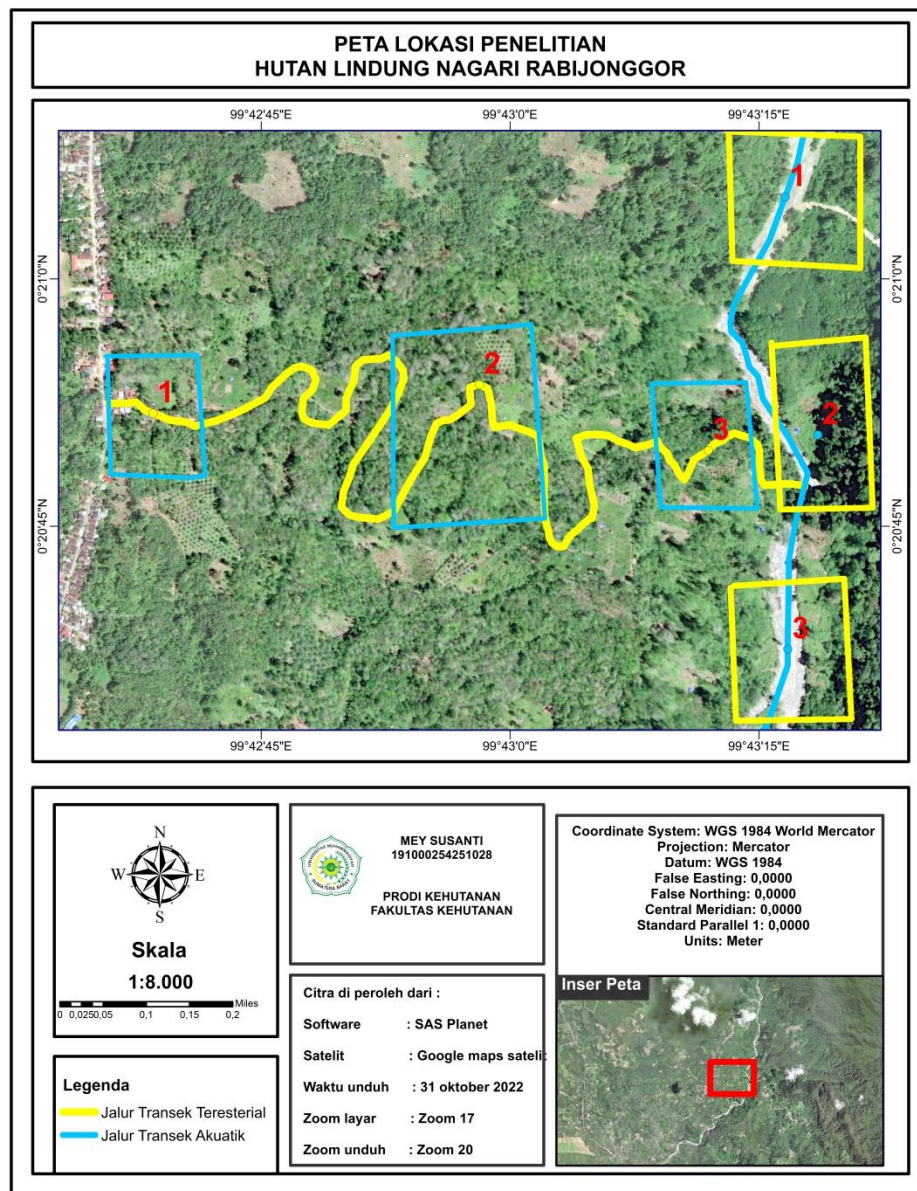 PETA LOKASI PENELITIAN
HUTAN LINDUNG NAGARI RABIJONGGOR
99°42'45"E 99°43'0"E 99°43'15"E
0°21'0"N 0°21'0"N
0°20'45"N 0°20'45"N
1
2
3
1
2
3
99°42'45"E 99°43'0"E 99°43'15"E
N
W E
S
Skala
1:8.000
Miles
0 0,0250,05 0,1 0,15 0,2
Legenda
Jalur Transek Teresterial
Jalur Transek Akuatik
UNIVERSITAS MUHAMMADIYAH
SUMATERA BARAT
MEY SUSANTI
191000254251028
PRODI KEHUTANAN
FAKULTAS KEHUTANAN
Citra di peroleh dari :
Software : SAS Planet
Satelit : Google maps satelit
Waktu unduh : 31 oktober 2022
Zoom layar : Zoom 17
Zoom unduh : Zoom 20
Coordinate System: WGS 1984 World Mercator
Projection: Mercator
Datum: WGS 1984
False Easting: 0,0000
False Northing: 0,0000
Central Meridian: 0,0000
Standard Parallel 1: 0,0000
Units: Meter
Inser Peta